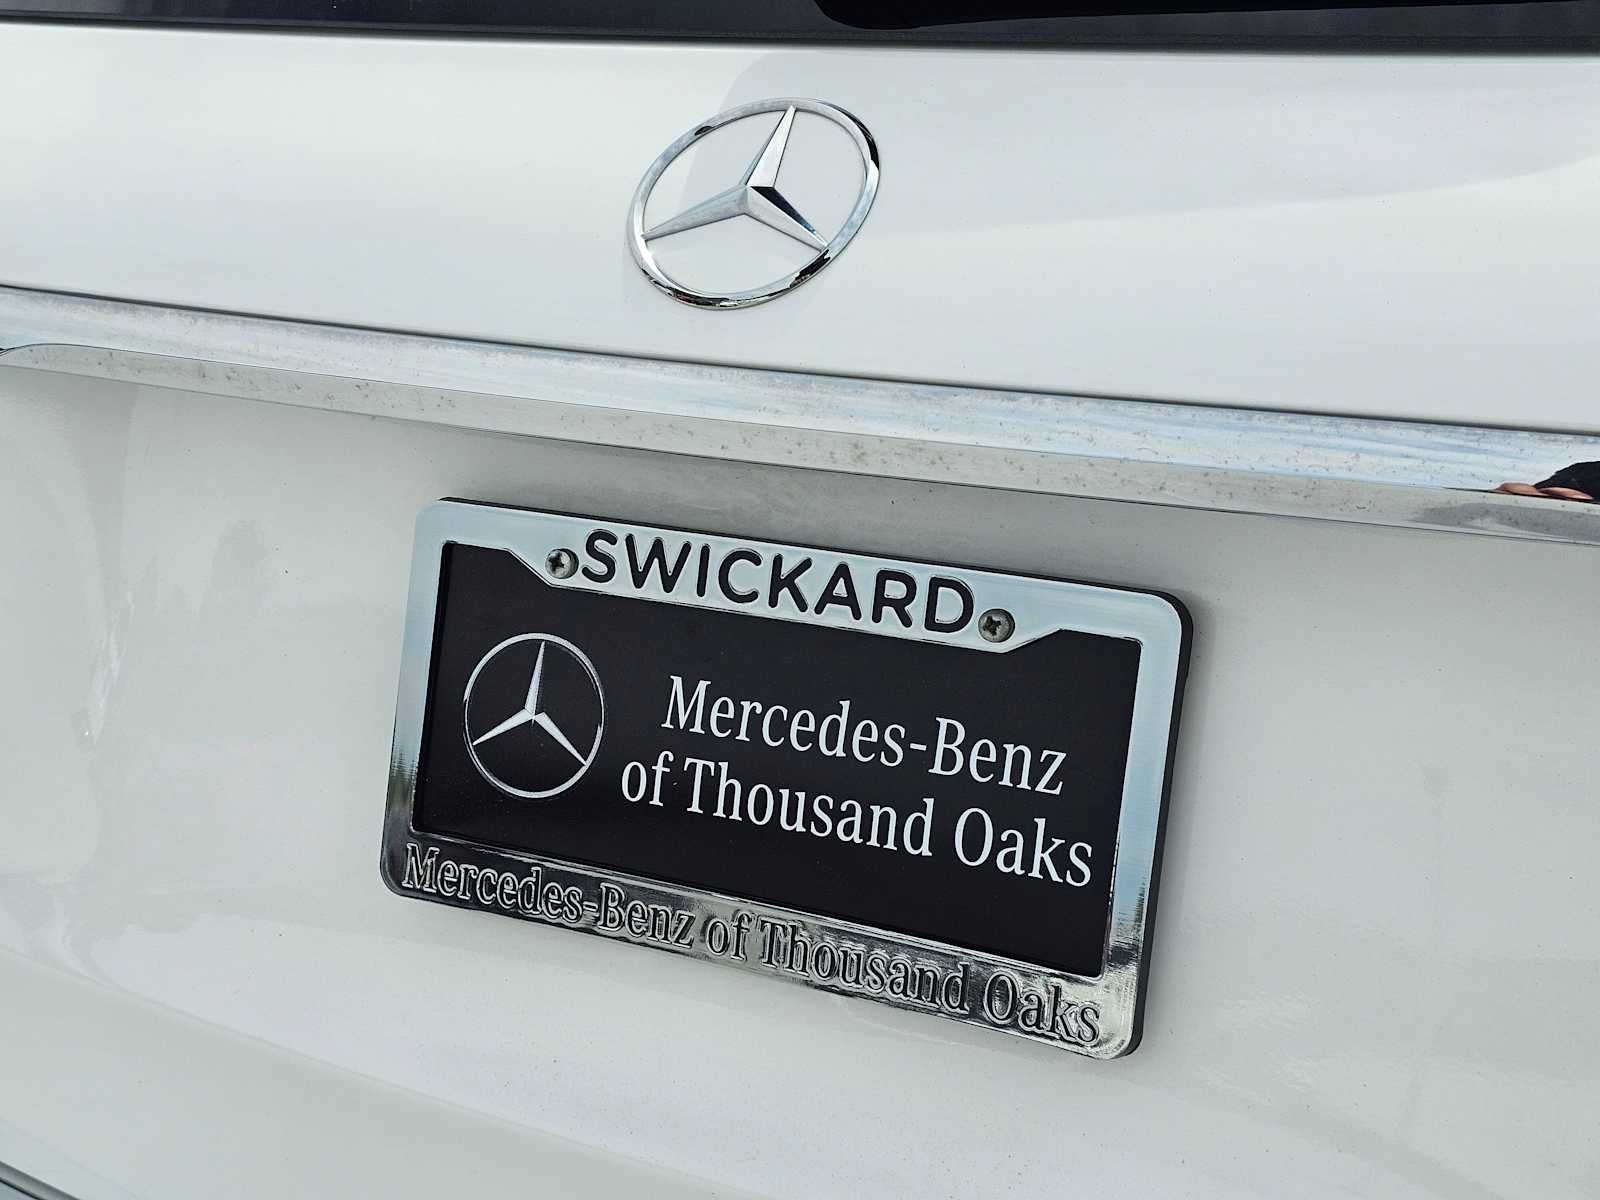 SWICKARD
Mercedes-Benz
of Thousand Oaks
Mercedes-Benz of Thousand Oaks